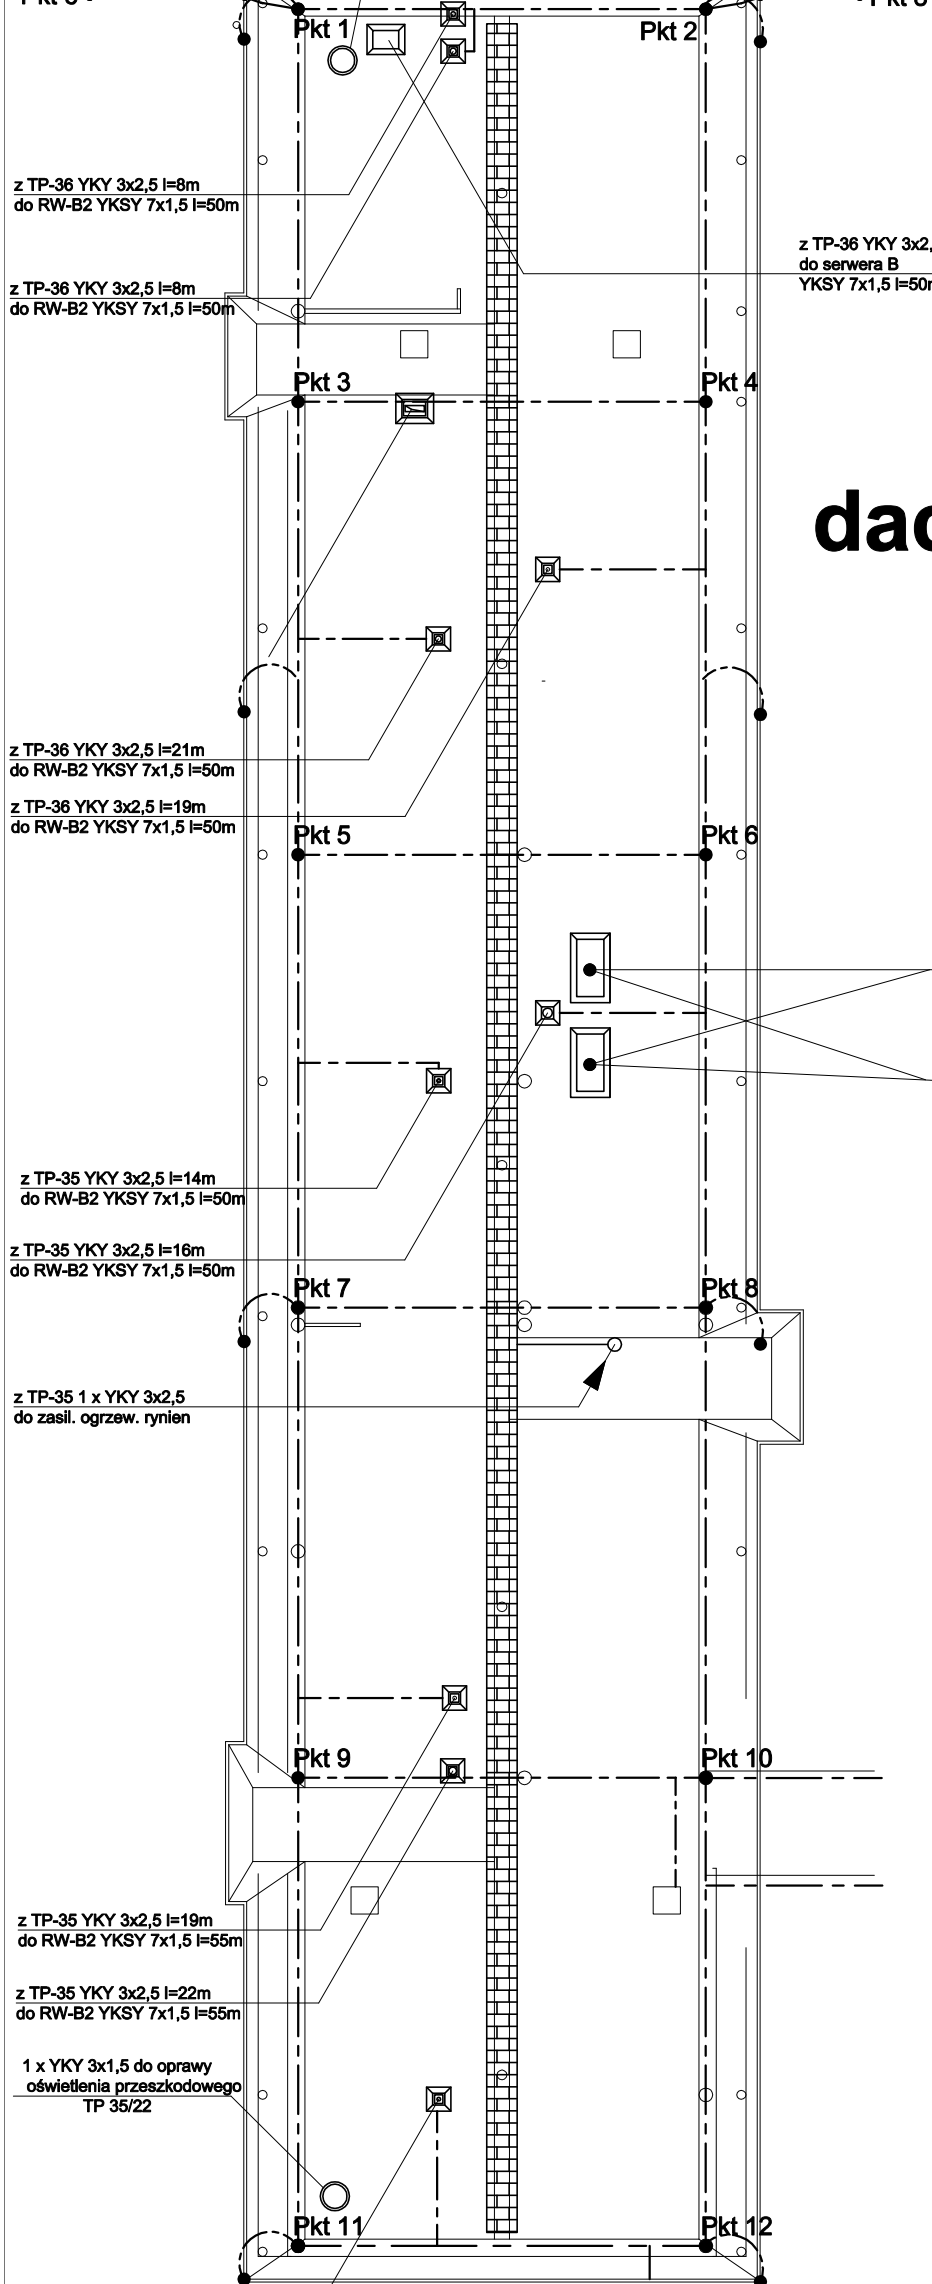 Pkt 1
Pkt 2
z TP-36 YKY 3x2,5 l=8m
do RW-B2 YKSY 7x1,5 l=50m
z TP-36 YKY 3x2,
do serwera B
YKSY 7x1,5 l=50m
z TP-36 YKY 3x2,5 l=8m
do RW-B2 YKSY 7x1,5 l=50m
Pkt 3
Pkt 4
dac
z TP-36 YKY 3x2,5 l=21m
do RW-B2 YKSY 7x1,5 l=50m
z TP-36 YKY 3x2,5 l=19m
do RW-B2 YKSY 7x1,5 l=50m
Pkt 5
Pkt 6
z TP-35 YKY 3x2,5 l=14m
do RW-B2 YKSY 7x1,5 l=50m
z TP-35 YKY 3x2,5 l=16m
do RW-B2 YKSY 7x1,5 l=50m
Pkt 7
Pkt 8
z TP-35 1 x YKY 3x2,5
do zasil. ogrzew. rynien
Pkt 9
Pkt 10
z TP-35 YKY 3x2,5 l=19m
do RW-B2 YKSY 7x1,5 l=55m
z TP-35 YKY 3x2,5 l=22m
do RW-B2 YKSY 7x1,5 l=55m
1 x YKY 3x1,5 do oprawy
oświetlenia przeszkodowego
TP 35/22
Pkt 11
Pkt 12